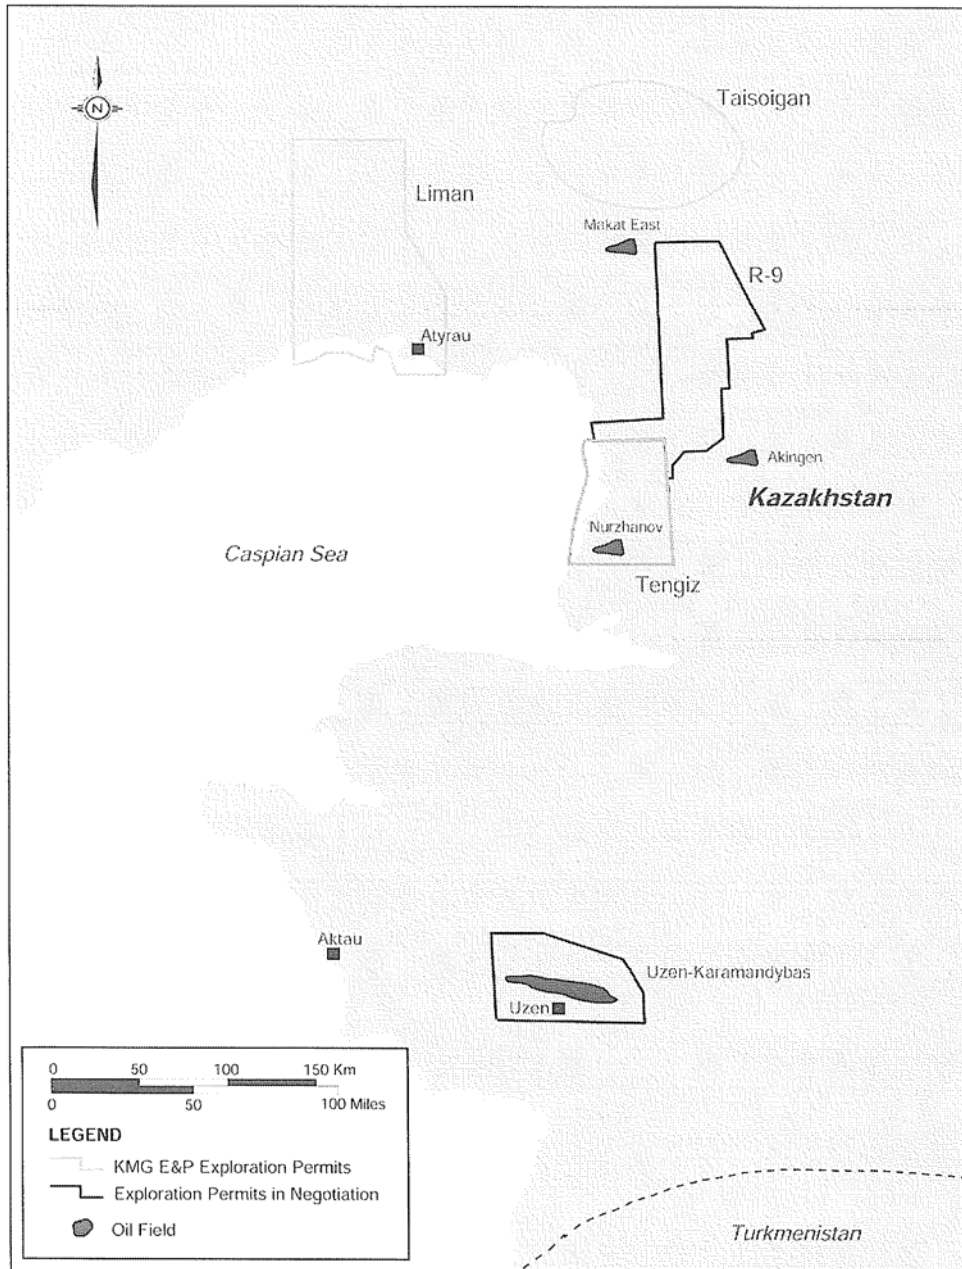 N
Taisoigan
Liman
Makat East
R-9
Atyrau
Akingen
Kazakhstan
Nurzhanov
Caspian Sea
Tengiz
Aktau
Uzen-Karamandybas
Uzen
0 50 100 150 Km
0 50 100 Miles
LEGEND
KMG E&P Exploration Permits
Exploration Permits in Negotiation
Oil Field
Turkmenistan